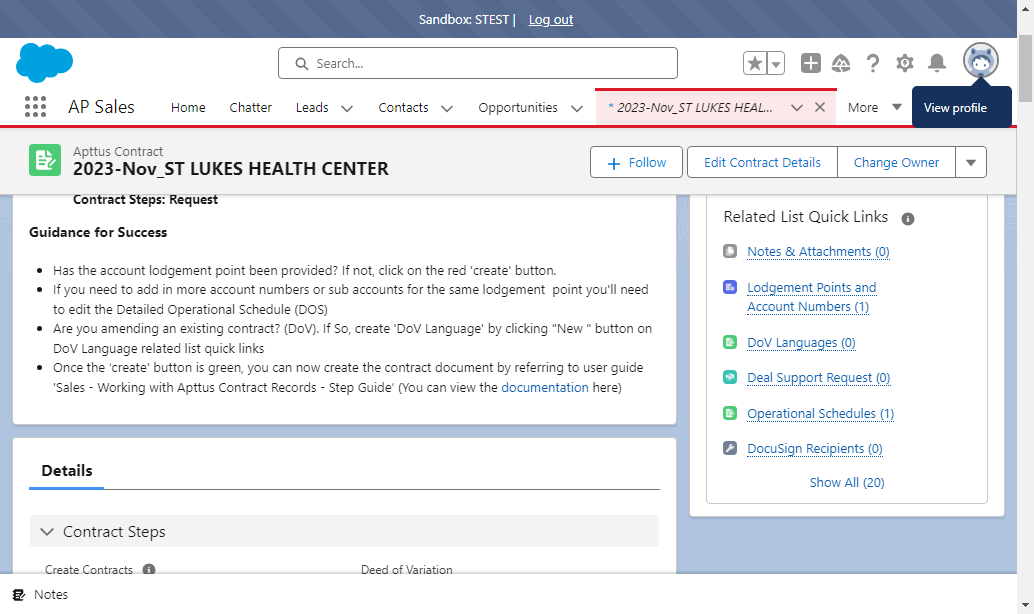 Sandbox: STEST | Log out
Search...
AP Sales Home Chatter Leads Contacts Opportunities * 2023-Nov_ST LUKES HEAL... More
View profile
Apttus Contract
2023-Nov_ST LUKES HEALTH CENTER
Follow Edit Contract Details Change Owner
Contract Steps: Request
Guidance for Success
• Has the account lodgement point been provided? If not, click on the red 'create' button.
• If you need to add in more account numbers or sub accounts for the same lodgement point you'll need
to edit the Detailed Operational Schedule (DOS)
• Are you amending an existing contract? (DoV). If So, create 'DoV Language' by clicking "New " button on
DoV Language related list quick links
• Once the 'create' button is green, you can now create the contract document by referring to user guide
'Sales - Working with Apttus Contract Records - Step Guide' (You can view the documentation here)
Related List Quick Links
Notes & Attachments (0)
Lodgement Points and
Account Numbers (1)
DoV Languages (0)
Deal Support Request (0)
Operational Schedules (1)
DocuSign Recipients (0)
Show All (20)
Details
Contract Steps
Create Contracts Deed of Variation
Notes